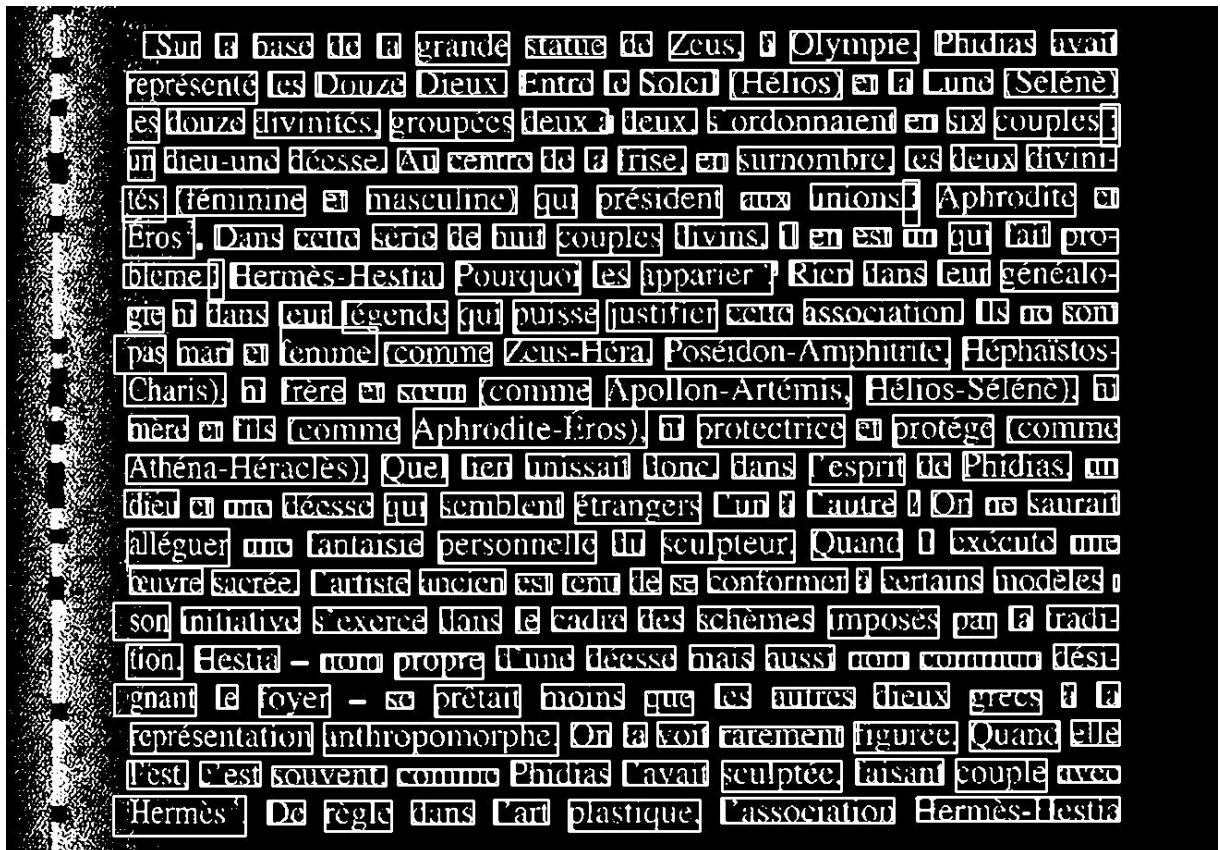 Sur la base de la grande statue de Zeus, à Olympie, Phidias avait
représenté les Douze Dieux. Entre le Soleil (Hélios) et la Lune (Sélénè)
les douze divinités, groupées deux à deux, s'ordonnaient en six couples :
un dieu-une déesse. Au centre de la frise, en surnombre, les deux divini-
tés (féminine et masculine) qui président aux unions : Aphrodite et
Éros. Dans cette série de huit couples divins, il en est un qui fait pro-
blème : Hermès-Hestia. Pourquoi les apparier ? Rien dans leur généalo-
gie ni dans leur légende qui puisse justifier cette association. Ils ne sont
pas mari et femme (comme Zeus-Héra, Poséidon-Amphitrite, Héphaïstos-
Charis), ni frère et sœur (comme Apollon-Artémis, Hélios-Sélénè), ni
mère et fils (comme Aphrodite-Éros), ni protectrice et protégé (comme
Athéna-Héraclès). Quel lien unissait donc, dans l'esprit de Phidias, un
dieu et une déesse qui semblent étrangers l'un à l'autre ? On ne saurait
alléguer une fantaisie personnelle du sculpteur. Quand il exécute une
œuvre sacrée, l'artiste ancien est tenu de se conformer à certains modèles :
son initiative s'exerce dans le cadre des schèmes imposés par la tradi-
tion. Hestia – nom propre d'une déesse mais aussi nom commun dési-
gnant le foyer – se prêtait moins que les autres dieux grecs à la
représentation anthropomorphe. On la voit rarement figurée. Quand elle
l'est, c'est souvent, comme Phidias l'avait sculptée, faisant couple avec
Hermès. De règle dans l'art plastique, l'association Hermès-Hestia